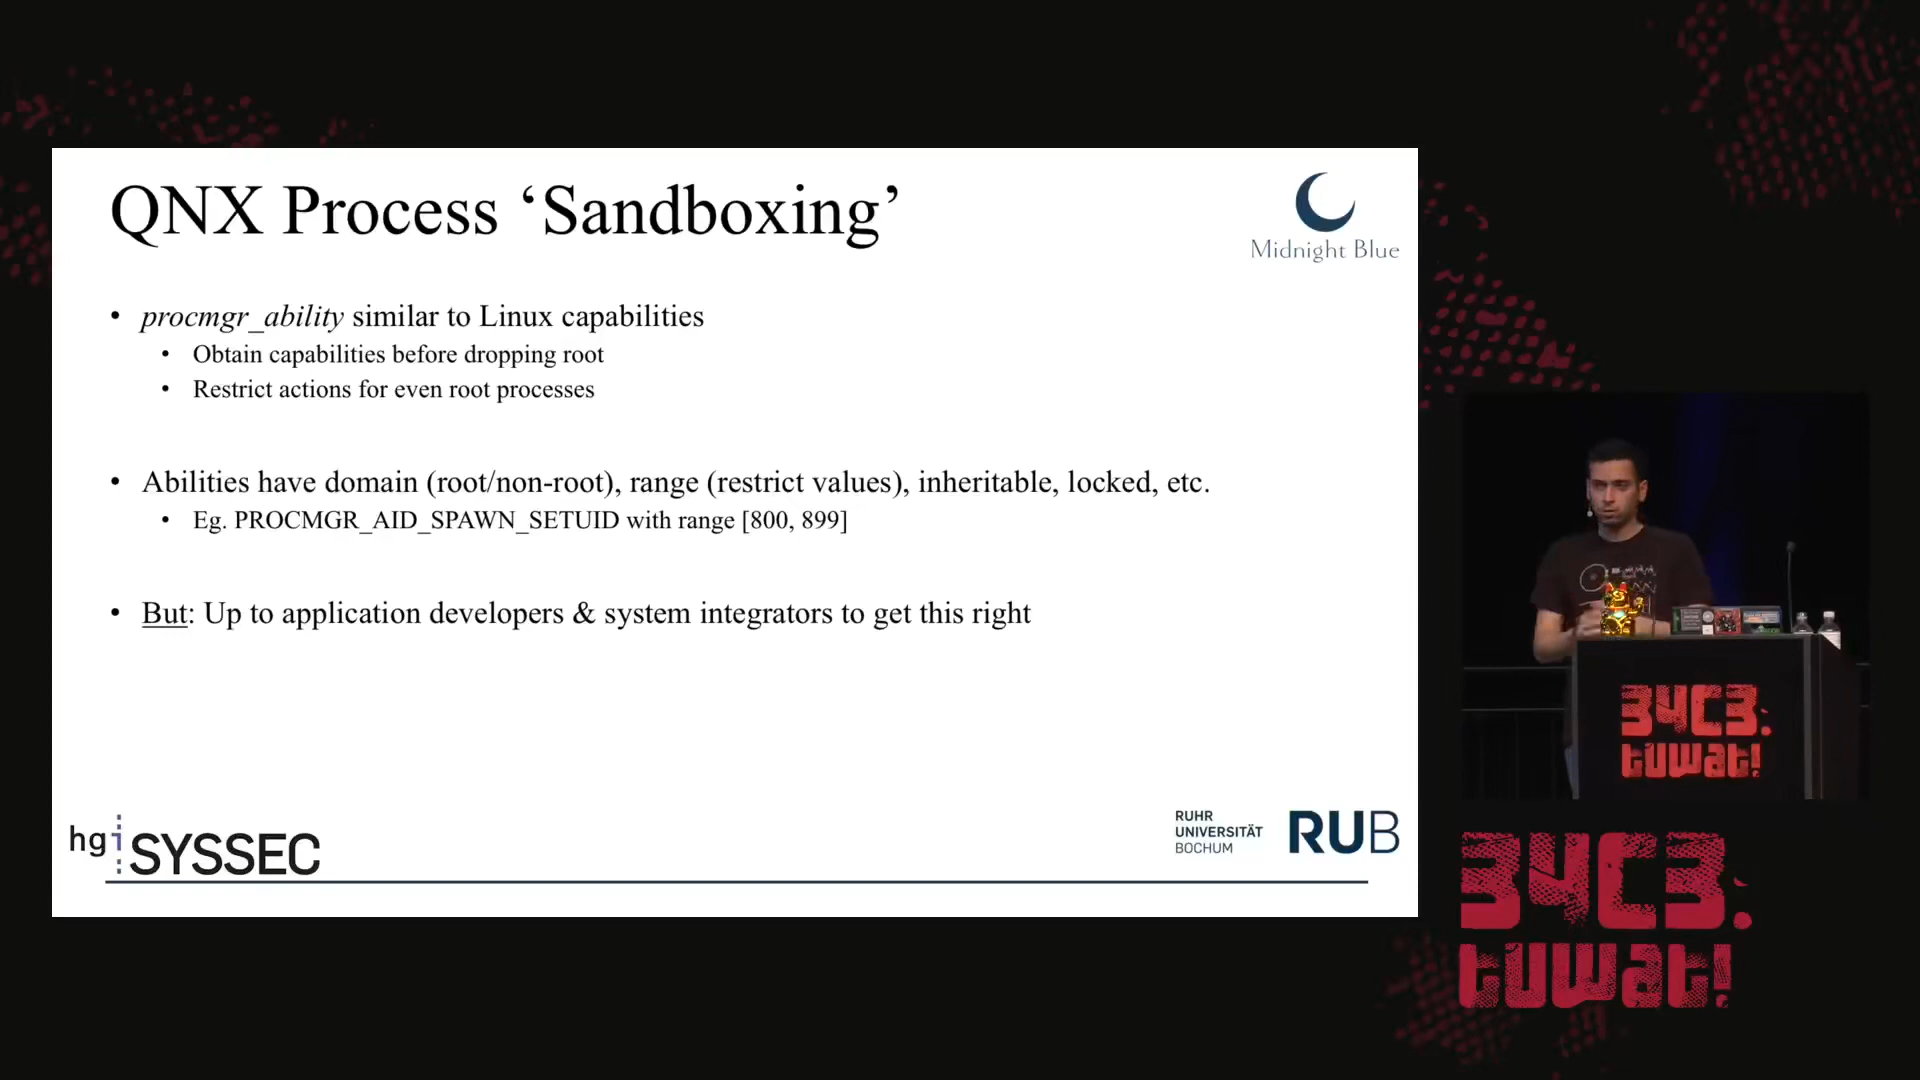 QNX Process ‘Sandboxing’
Midnight Blue
• procmgr_ability similar to Linux capabilities
• Obtain capabilities before dropping root
• Restrict actions for even root processes
• Abilities have domain (root/non-root), range (restrict values), inheritable, locked, etc.
• Eg. PROCMGR_AID_SPAWN_SETUID with range [800, 899]
• But: Up to application developers & system integrators to get this right
hgi SYSSEC
RUHR
UNIVERSITÄT
BOCHUM
RUB
34C3.
tuwat!
34C3.
tuwat!